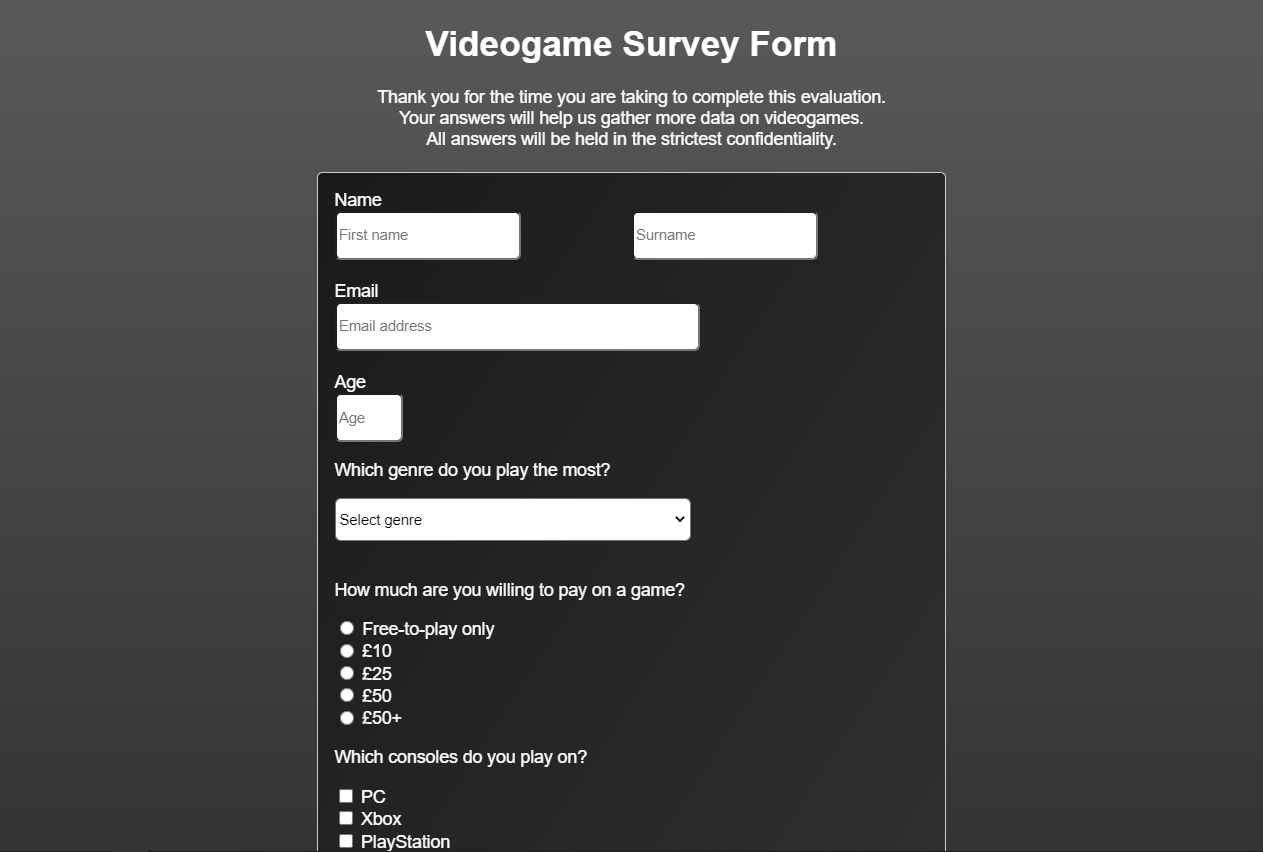 Videogame Survey Form
Thank you for the time you are taking to complete this evaluation.
Your answers will help us gather more data on videogames.
All answers will be held in the strictest confidentiality.
Name
First name Surname
Email
Email address
Age
Age
Which genre do you play the most?
Select genre
How much are you willing to pay on a game?
Free-to-play only
£10
£25
£50
£50+
Which consoles do you play on?
PC
Xbox
PlayStation